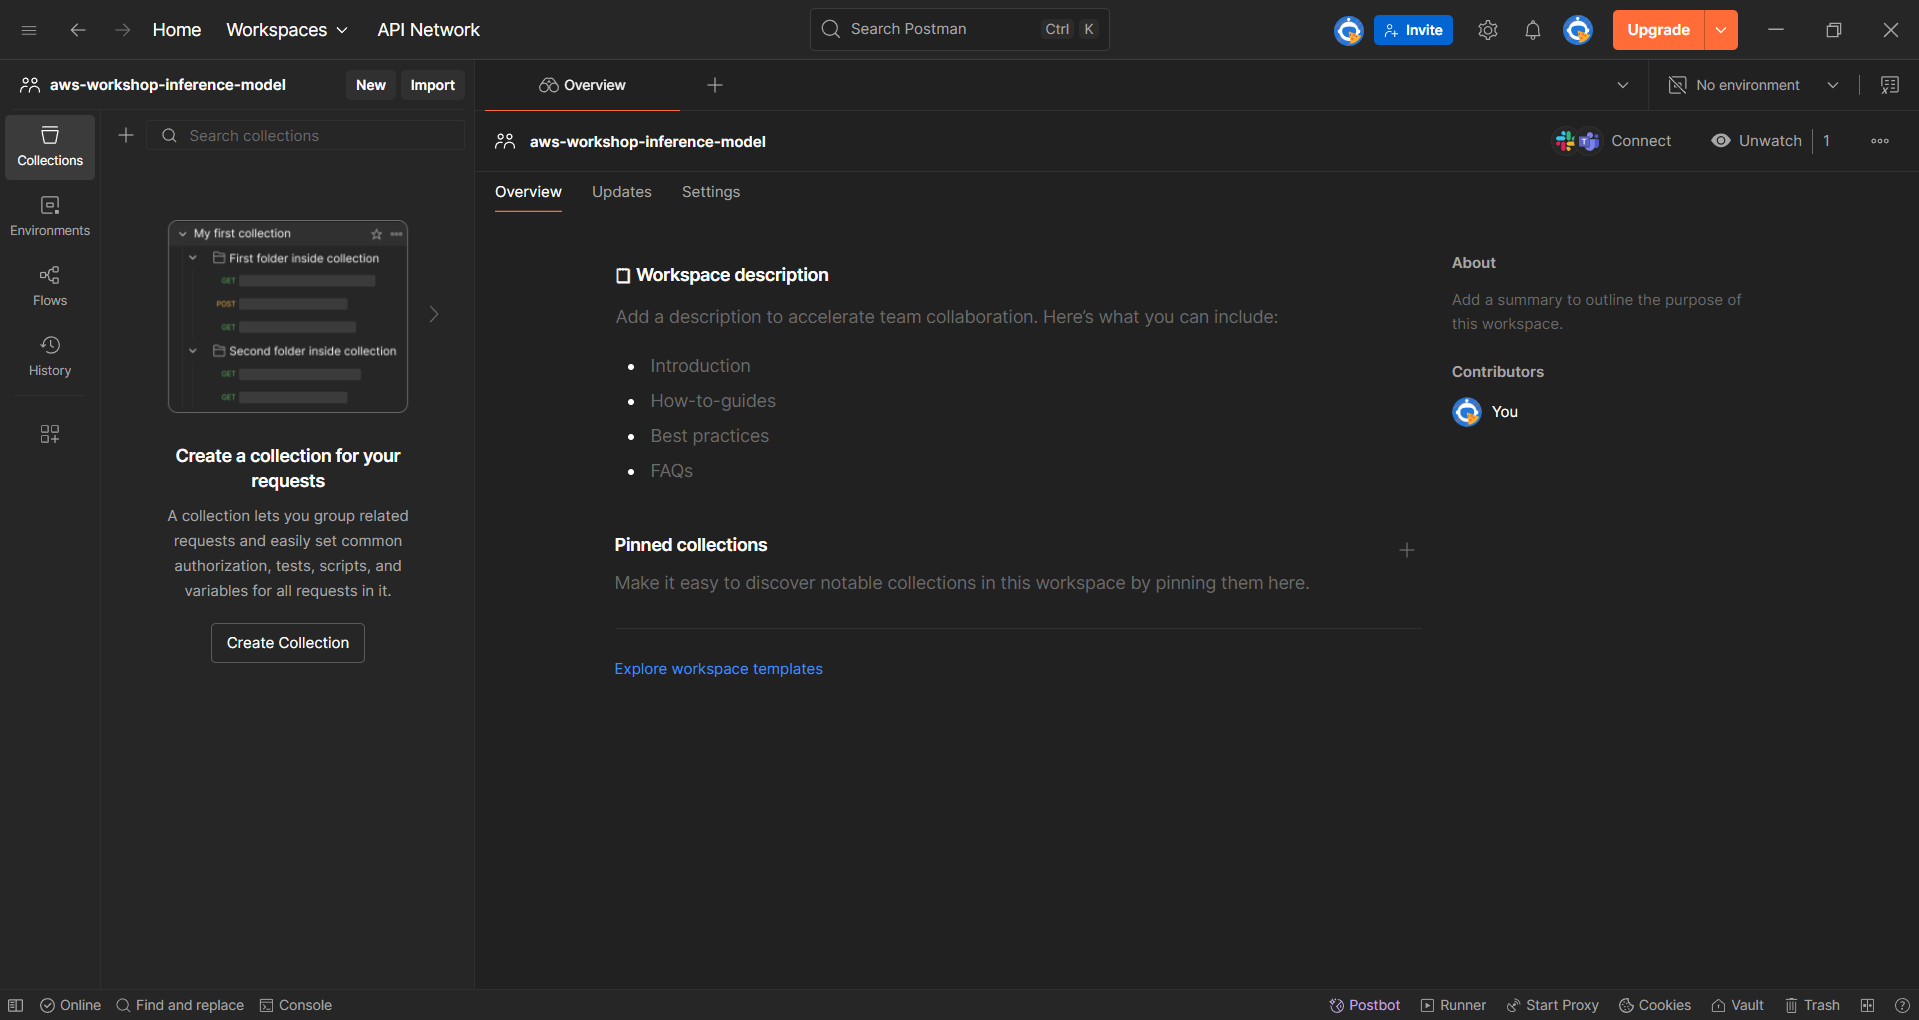 Home Workspaces API Network Search Postman Ctrl K Invite Upgrade
aws-workshop-inference-model New Import Overview No environment
Collections
Environments
Flows
History
Search collections
My first collection
First folder inside collection
GET
POST
GET
Second folder inside collection
GET
GET
Create a collection for your
requests
A collection lets you group related
requests and easily set common
authorization, tests, scripts, and
variables for all requests in it.
Create Collection
aws-workshop-inference-model Connect Unwatch 1
Overview Updates Settings
Workspace description
Add a description to accelerate team collaboration. Here’s what you can include:
Introduction
How-to-guides
Best practices
FAQs
Pinned collections
Make it easy to discover notable collections in this workspace by pinning them here.
Explore workspace templates
About
Add a summary to outline the purpose of
this workspace.
Contributors
You
Online Find and replace Console Postbot Runner Start Proxy Cookies Vault Trash